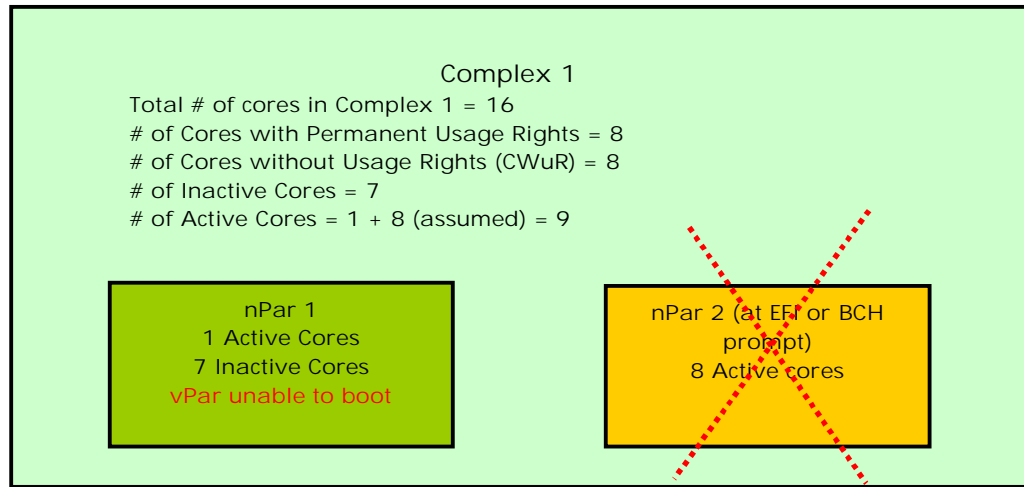 Complex 1
Total # of cores in Complex 1 = 16
# of Cores with Permanent Usage Rights = 8
# of Cores without Usage Rights (CWuR) = 8
# of Inactive Cores = 7
# of Active Cores = 1 + 8 (assumed) = 9
nPar 1
1 Active Cores
7 Inactive Cores
vPar unable to boot
nPar 2 (at EFI or BCH
prompt)
8 Active cores